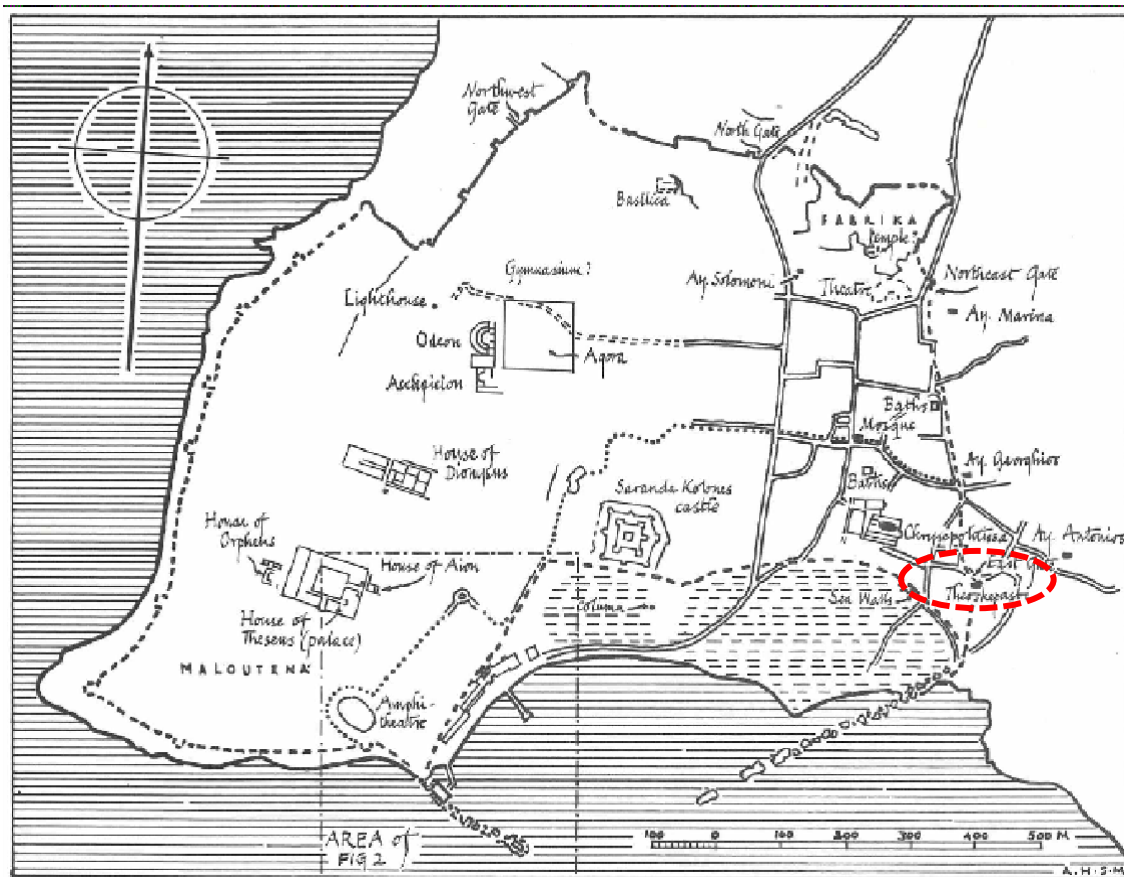 Northwest
Gate
North Gate
Basilica
FABRIKA
Temple?
Gymnasium?
Ay. Solomoni
Theatre
Northeast Gate
Lighthouse
Ay. Marina
Odeon
Agora
Asclepieion
Baths
Mosque
House of
Dionysus
Ay. Georghios
Baths
Saranda Kolones
castle
House of
Orpheus
Chrysopolitissa
Ay. Antonios
House of Aion
East
Column
Sea Walls
House of
Theseus (palace)
MALOUTENA
Amphi-
theatre
AREA of
FIG 2
100 0 100 200 300 400 500 M.
A.H.S.M.